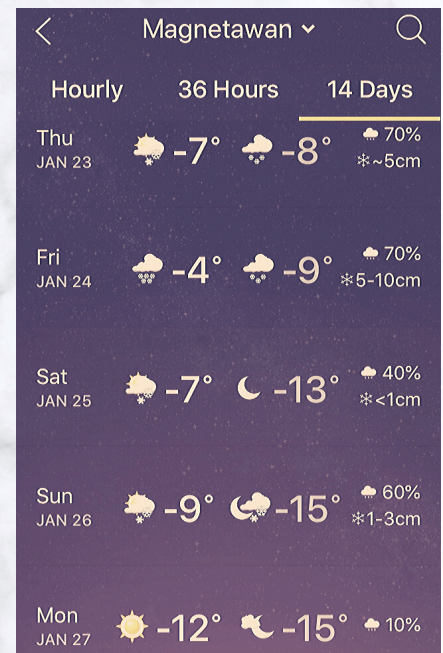 Magnetawan
Hourly 36 Hours 14 Days
Thu -7° -8° 70%
JAN 23 ~5cm
Fri -4° -9° 70%
JAN 24 5-10cm
Sat -7° -13° 40%
JAN 25 <1cm
Sun -9° -15° 60%
JAN 26 1-3cm
Mon -12° -15° 10%
JAN 27